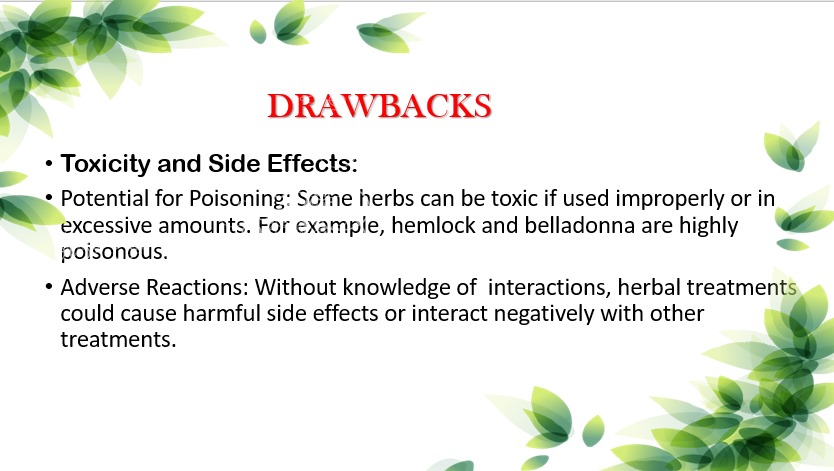 DRAWBACKS
• Toxicity and Side Effects:
• Potential for Poisoning: Some herbs can be toxic if used improperly or in
excessive amounts. For example, hemlock and belladonna are highly
poisonous.
• Adverse Reactions: Without knowledge of  interactions, herbal treatments
could cause harmful side effects or interact negatively with other
treatments.